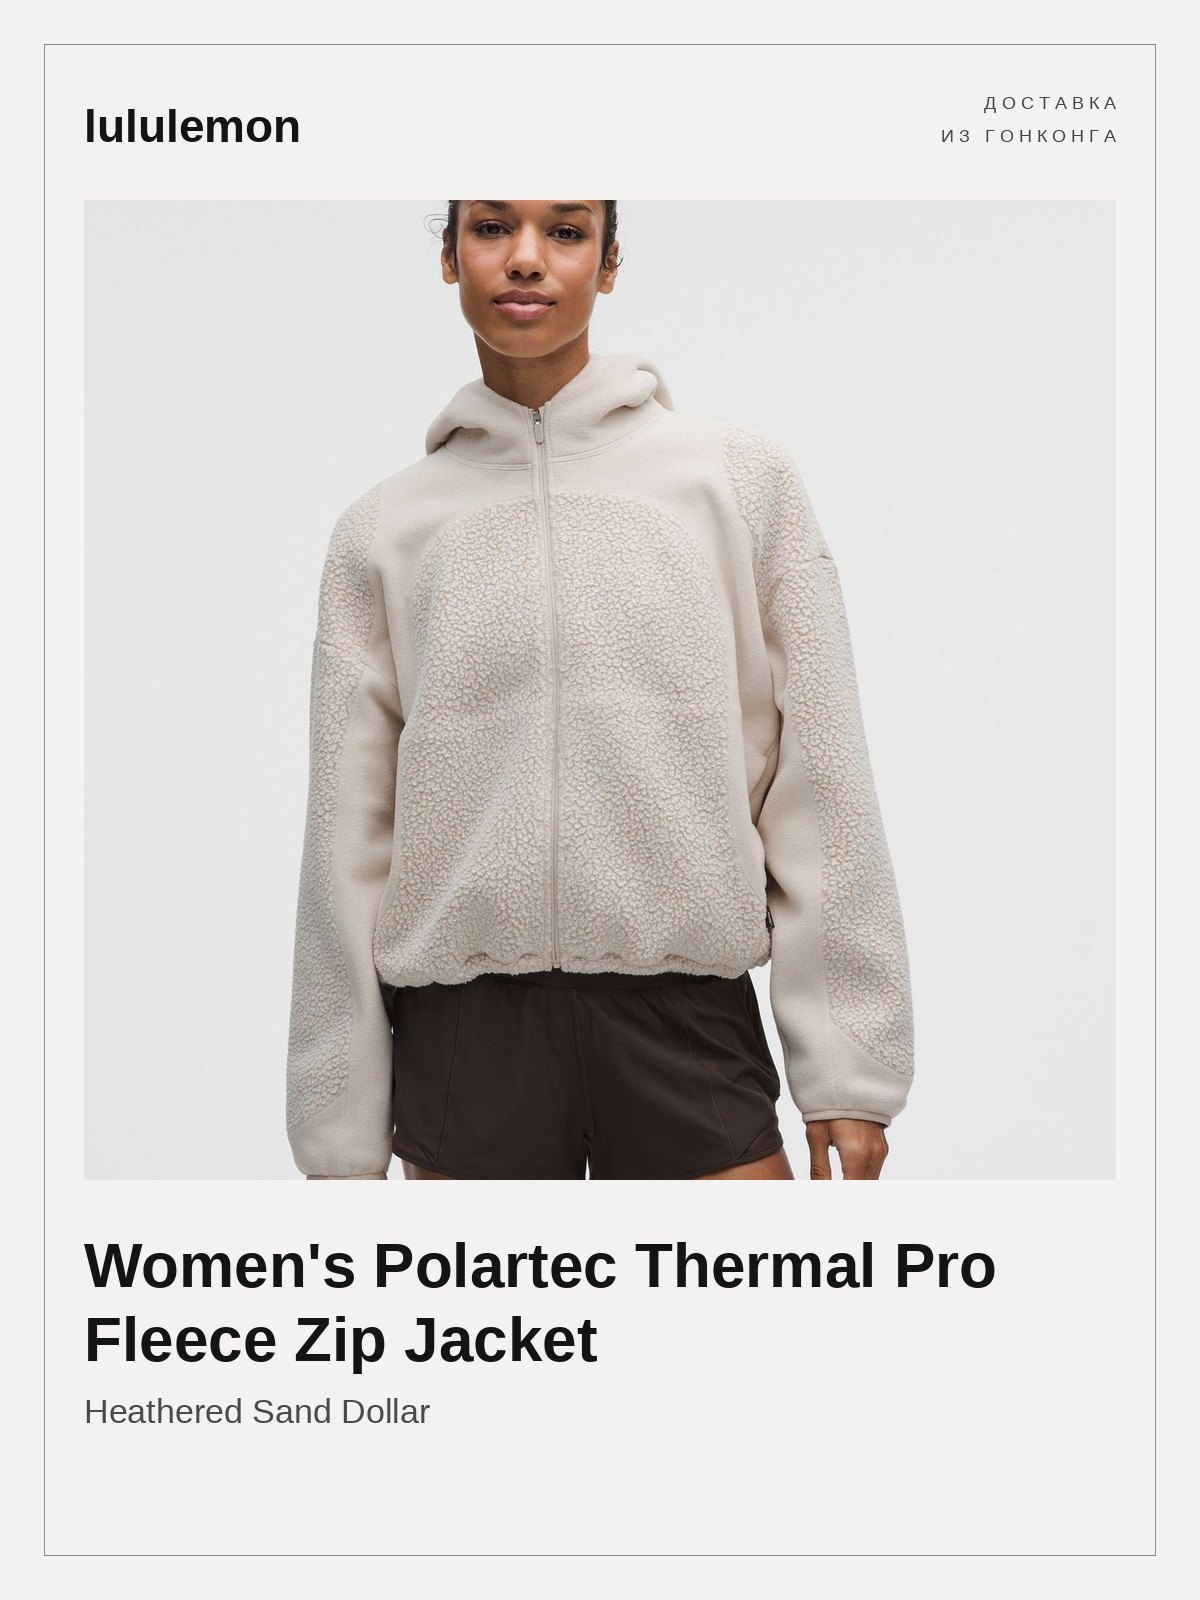 lululemon
ДОСТАВКА
ИЗ ГОНКОНГА
Women's Polartec Thermal Pro
Fleece Zip Jacket
Heathered Sand Dollar